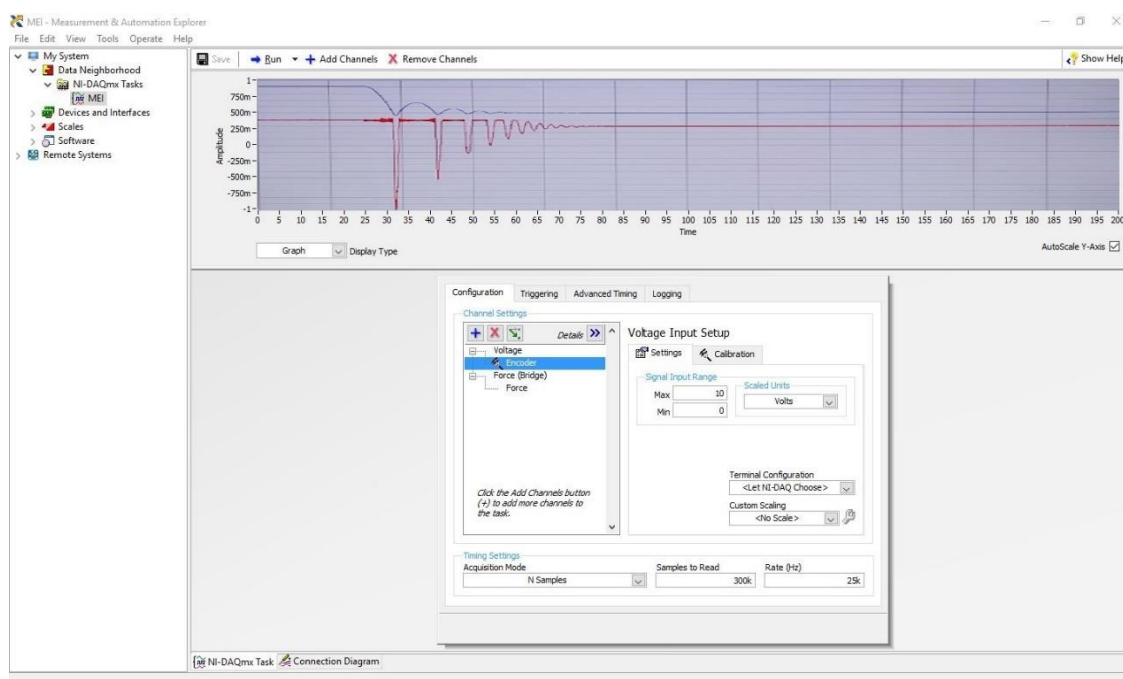 MEI - Measurement & Automation Explorer
File Edit View Tools Operate Help
My System
Data Neighborhood
NI-DAQmx Tasks
MEI
Devices and Interfaces
Scales
Software
Remote Systems
Save Run Add Channels Remove Channels Show Help
Amplitude
1
750m
500m
250m
0
-250m
-500m
-750m
-1
0 5 10 15 20 25 30 35 40 45 50 55 60 65 70 75 80 85 90 95 100 105 110 115 120 125 130 135 140 145 150 155 160 165 170 175 180 185 190 195 200
Time
Graph Display Type AutoScale Y-Axis
Configuration Triggering Advanced Timing Logging
Channel Settings
Details
Voltage
Encoder
Force (Bridge)
Force
Click the Add Channels button
(+) to add more channels to
the task.
Voltage Input Setup
Settings Calibration
Signal Input Range
Max 10
Min 0
Scaled Units
Volts
Terminal Configuration
<Let NI-DAQ Choose>
Custom Scaling
<No Scale>
Timing Settings
Acquisition Mode Samples to Read Rate (Hz)
N Samples 300k 25k
NI-DAQmx Task Connection Diagram